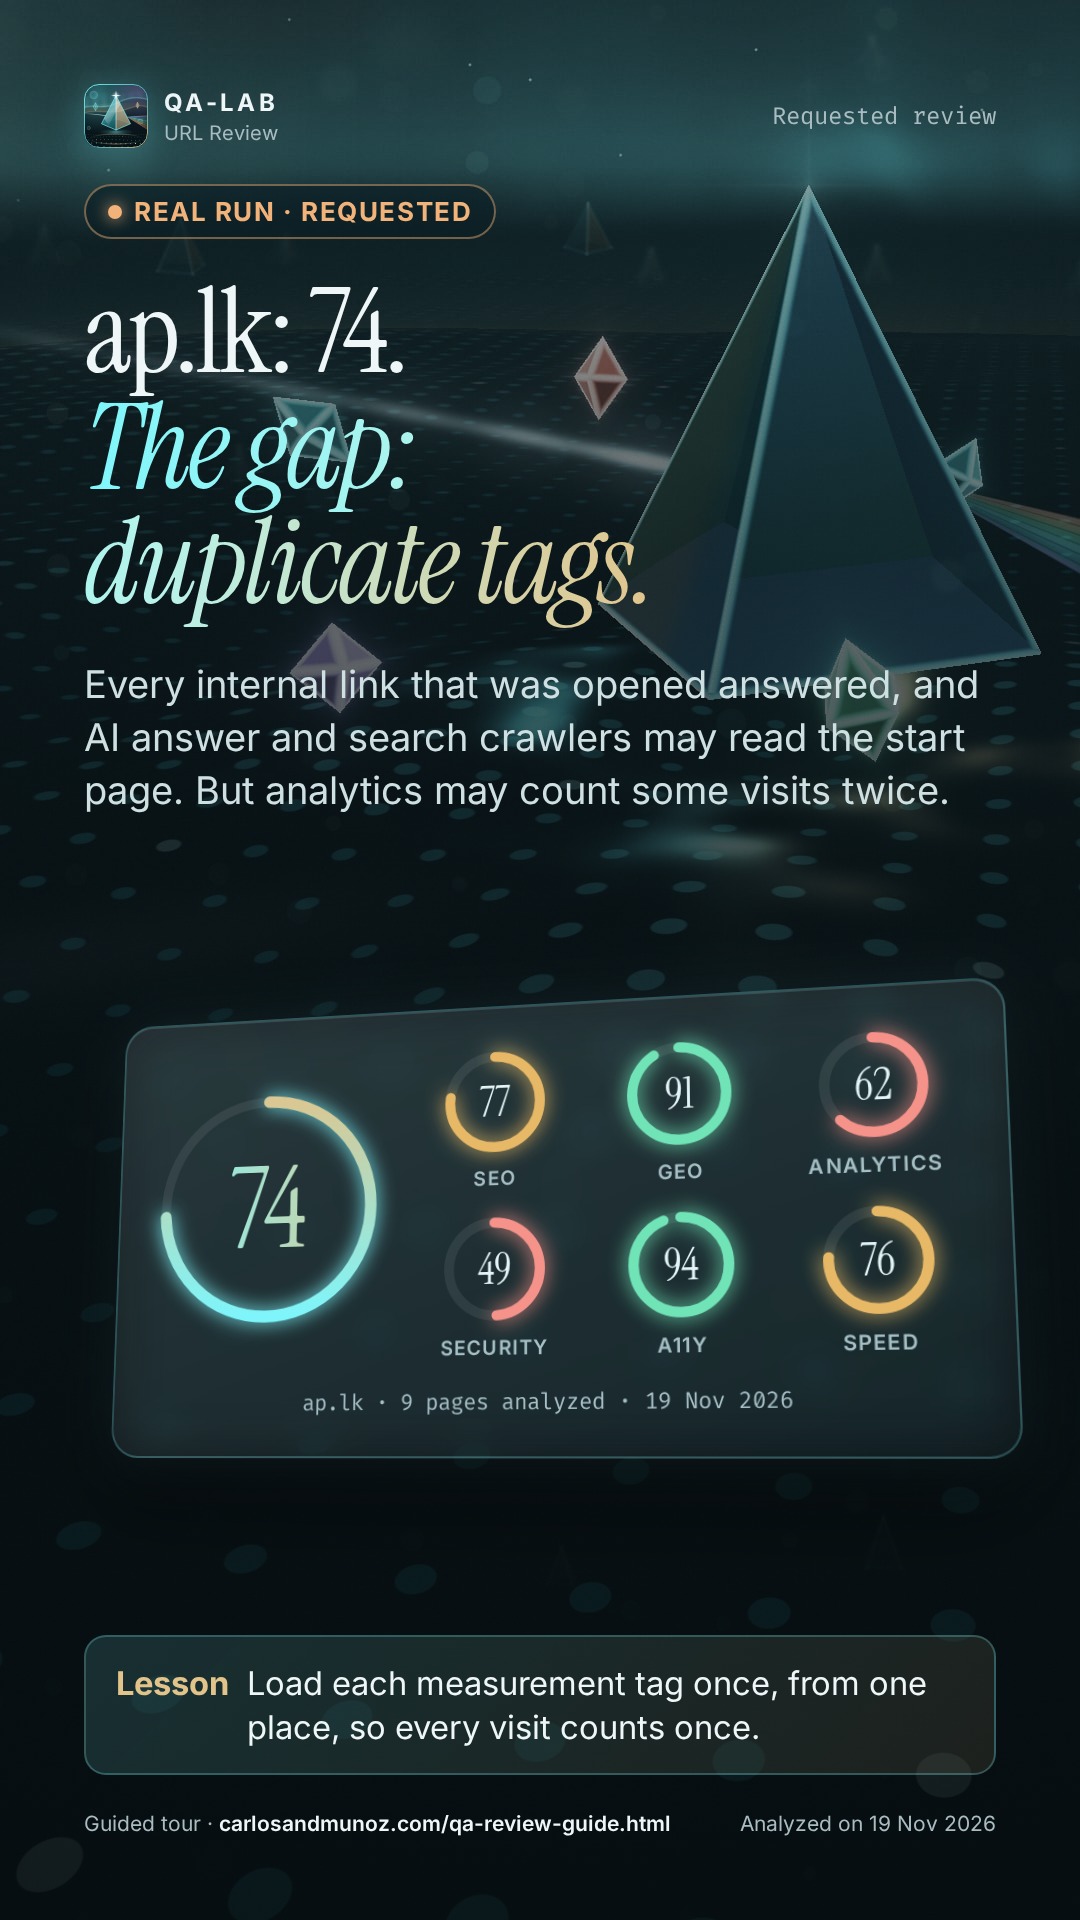 QA-LAB
URL Review
Requested review
REAL RUN · REQUESTED
ap.lk: 74.
The gap:
duplicate tags.
Every internal link that was opened answered, and
AI answer and search crawlers may read the start
page. But analytics may count some visits twice.
74
77
SEO
91
GEO
62
ANALYTICS
49
SECURITY
94
A11Y
76
SPEED
ap.lk · 9 pages analyzed · 19 Nov 2026
Lesson Load each measurement tag once, from one
place, so every visit counts once.
Guided tour · carlosandmunoz.com/qa-review-guide.html
Analyzed on 19 Nov 2026